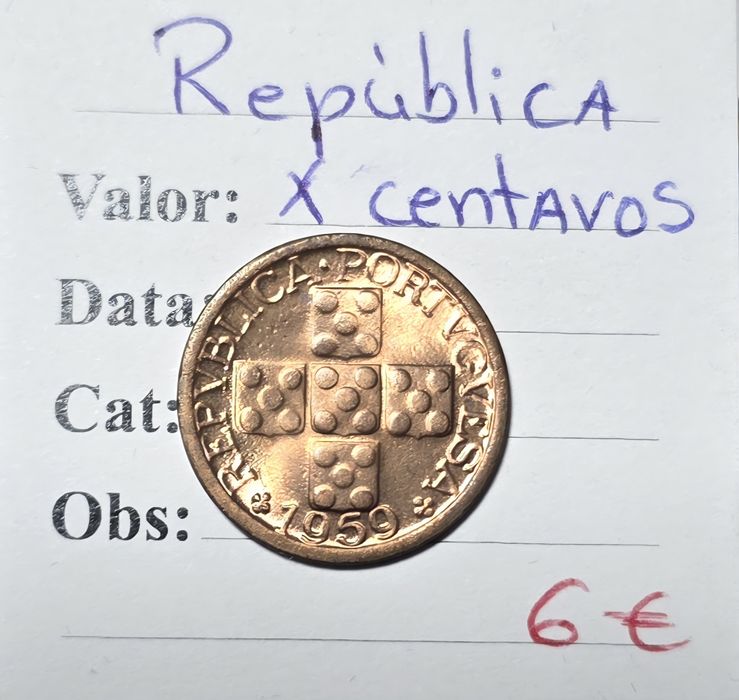 República
Valor: X centavos
Data:
Cat:
Obs:
REPVBLICA · PORTVGVESA
1959
6 €